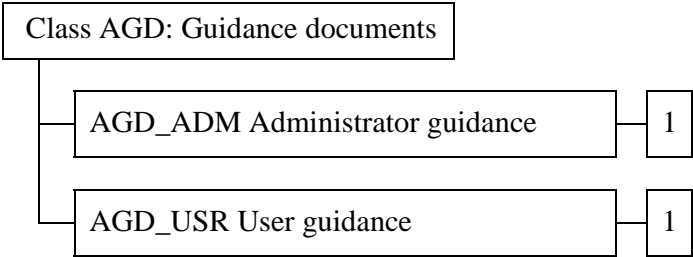 Class AGD: Guidance documents
AGD_ADM Administrator guidance 1
AGD_USR User guidance 1